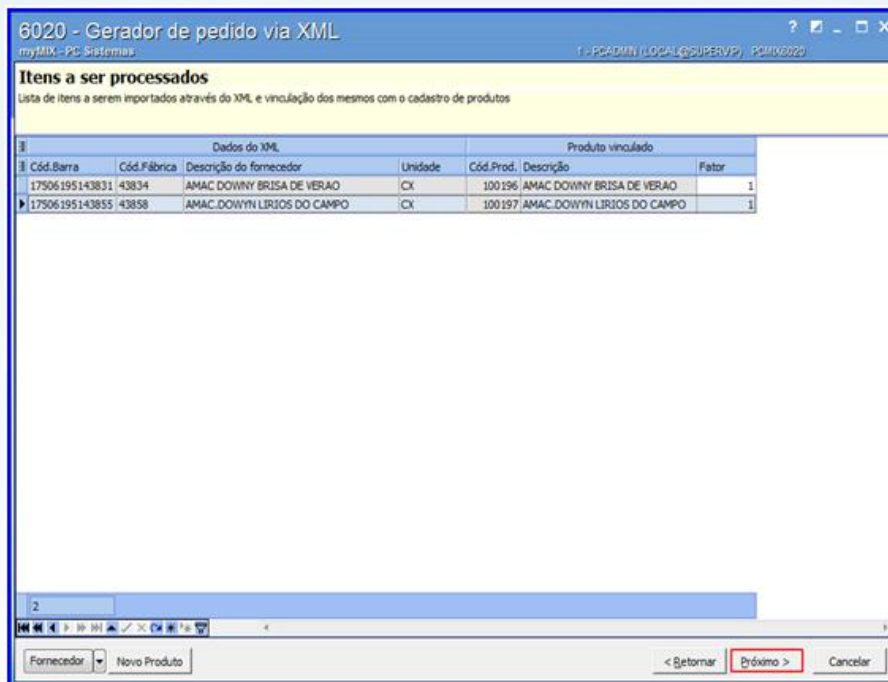 6020 - Gerador de pedido via XML
myMIX - PC Sistemas 1 - PCADMIN (LOCAL@SUPERVIP) PCMIX6020
Itens a ser processados
Lista de itens a serem importados através do XML e vinculação dos mesmos com o cadastro de produtos
Dados do XML Produto vinculado
Cód.Barra Cód.Fábrica Descrição do fornecedor Unidade Cód.Prod. Descrição Fator
17506195143831 43834 AMAC DOWNY BRISA DE VERAO CX 100196 AMAC DOWNY BRISA DE VERAO 1
17506195143855 43858 AMAC.DOWYN LIRIOS DO CAMPO CX 100197 AMAC.DOWYN LIRIOS DO CAMPO 1
2
Fornecedor Novo Produto < Retornar Próximo > Cancelar